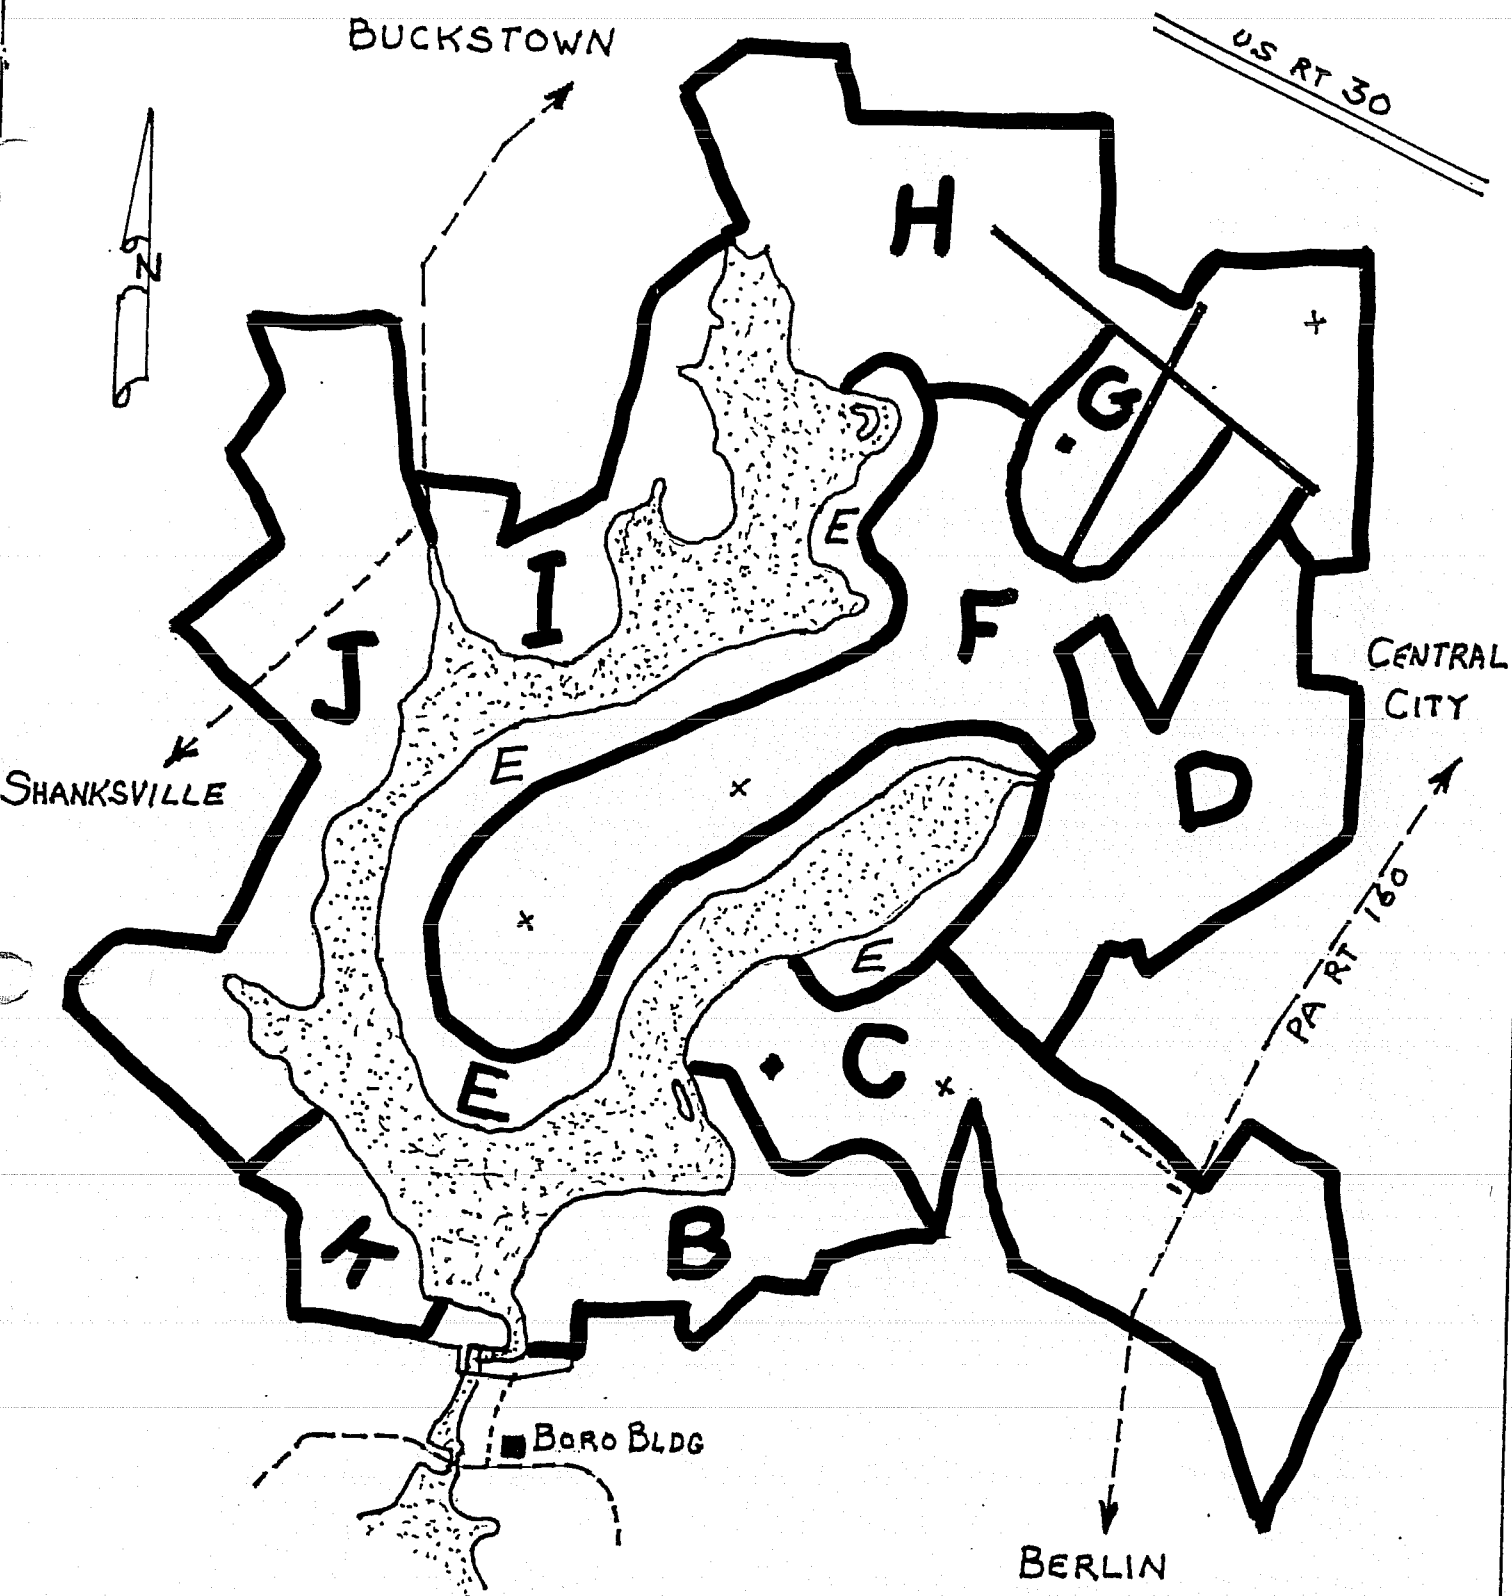 BUCKSTOWN
US RT 30
H
N
G
E
I
F
J
CENTRAL
CITY
E
SHANKSVILLE
D
PA RT 160
E
C
E
B
K
BORO BLDG
BERLIN